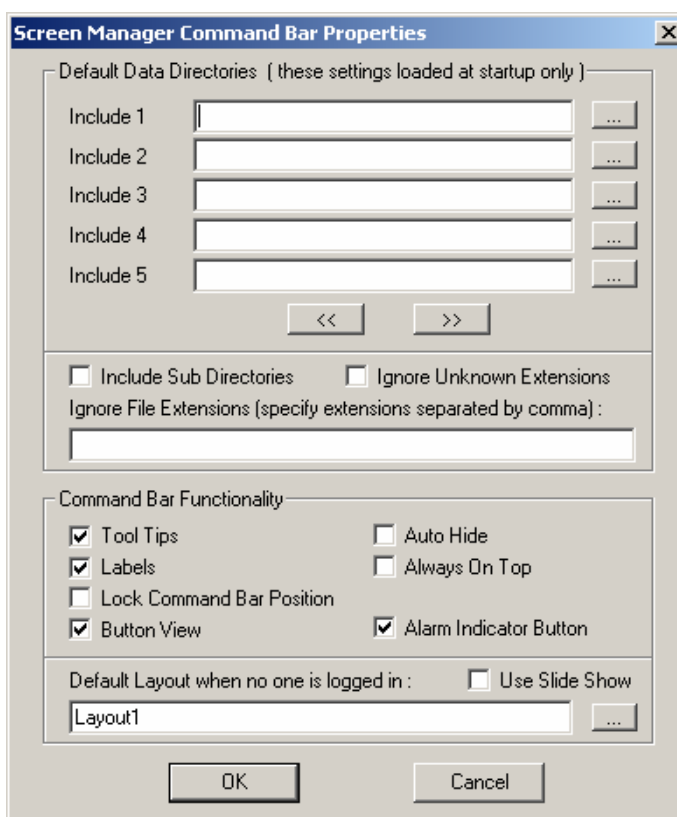 Screen Manager Command Bar Properties
Default Data Directories ( these settings loaded at startup only )
Include 1 ...
Include 2 ...
Include 3 ...
Include 4 ...
Include 5 ...
<< >>
Include Sub Directories Ignore Unknown Extensions
Ignore File Extensions (specify extensions separated by comma) :
Command Bar Functionality
Tool Tips Auto Hide
Labels Always On Top
Lock Command Bar Position
Button View Alarm Indicator Button
Default Layout when no one is logged in : Use Slide Show
Layout1 ...
OK Cancel